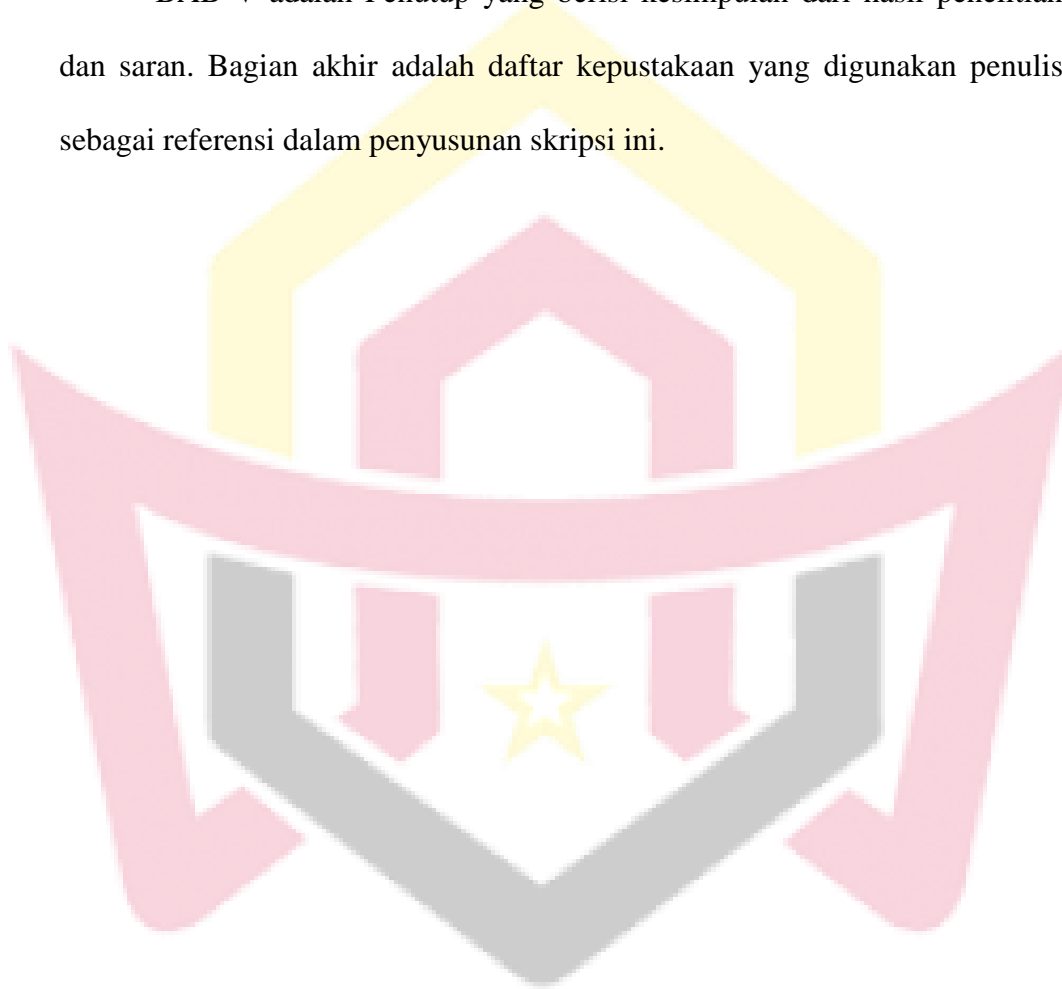 BAB V adalah Penutup yang berisi kesimpulan dari hasil penelitian
dan saran. Bagian akhir adalah daftar kepustakaan yang digunakan penulis
sebagai referensi dalam penyusunan skripsi ini.